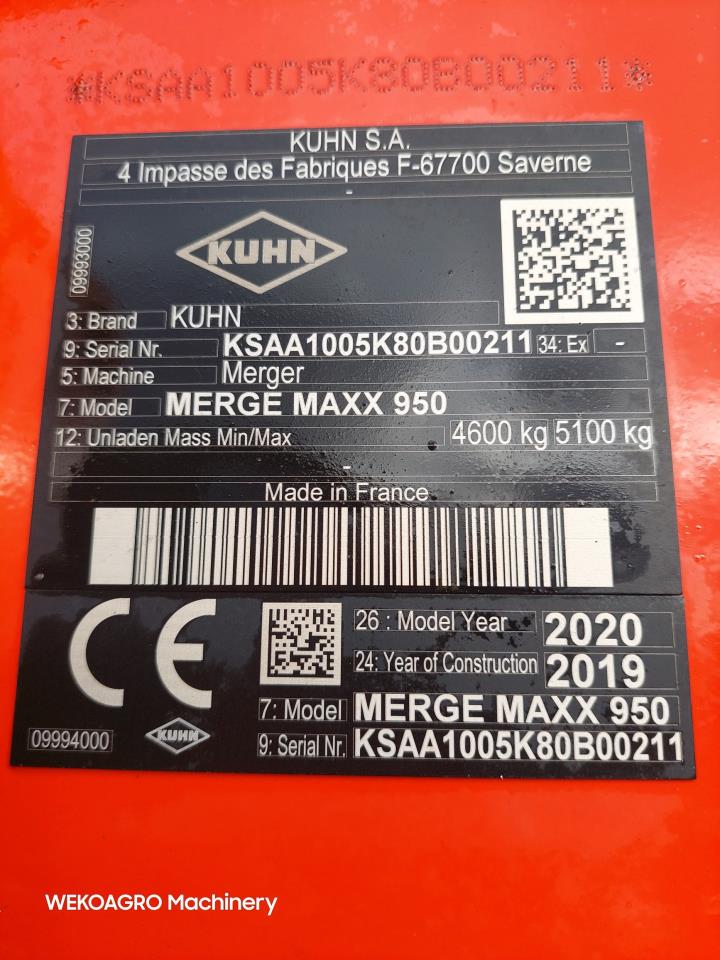 *KSAA1005K80B00211*
KUHN S.A.
4 Impasse des Fabriques F-67700 Saverne
-
09993000
KUHN
3: Brand KUHN
9: Serial Nr. KSAA1005K80B00211 34: Ex -
5: Machine Merger
7: Model MERGE MAXX 950
12: Unladen Mass Min/Max 4600 kg 5100 kg
-
Made in France
CE
26 : Model Year 2020
24: Year of Construction 2019
7: Model MERGE MAXX 950
09994000 KUHN 9: Serial Nr. KSAA1005K80B00211
WEKOAGRO Machinery